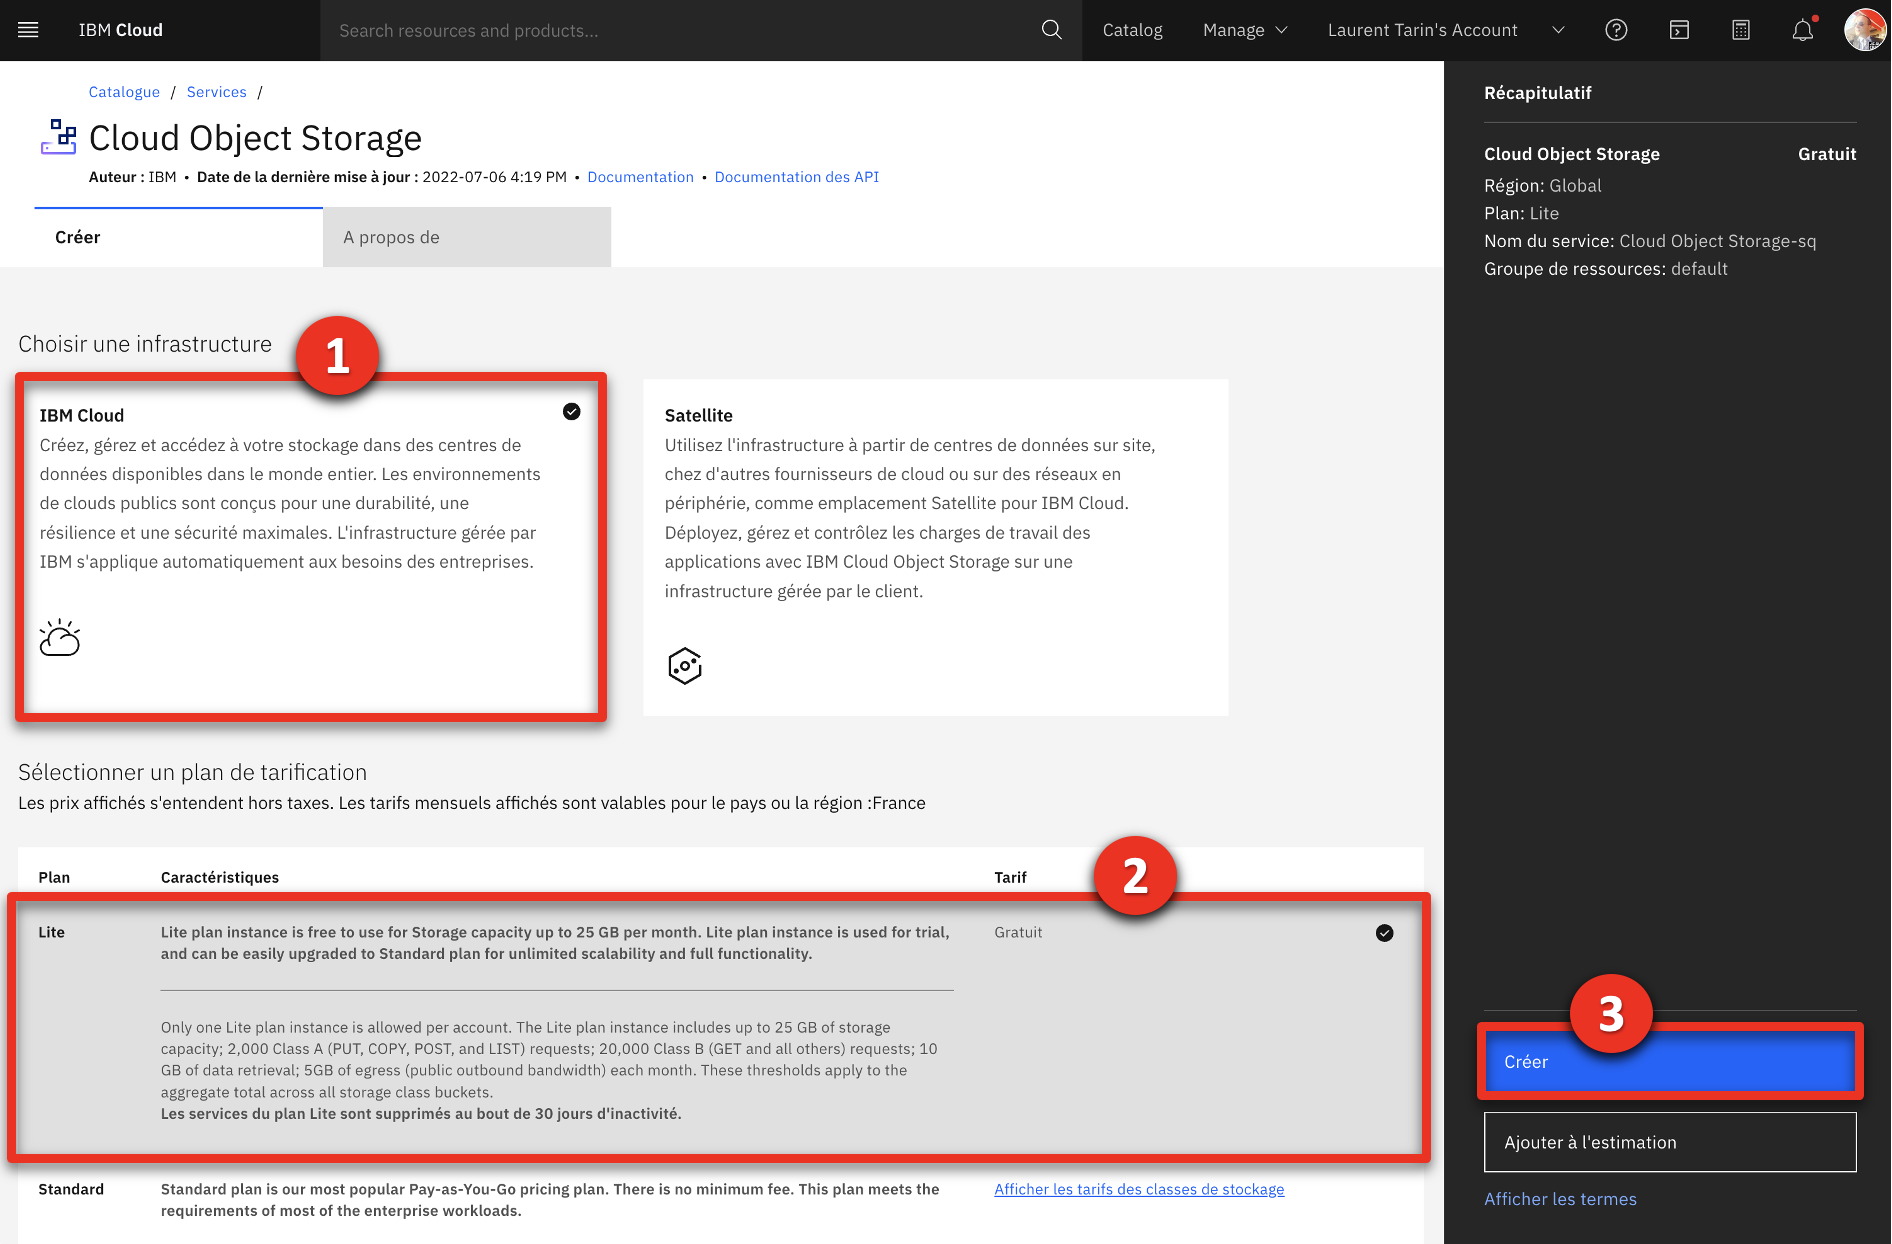 IBM Cloud
Search resources and products...
Catalog
Manage
Laurent Tarin's Account
Catalogue / Services /
Cloud Object Storage
Auteur : IBM • Date de la dernière mise à jour : 2022-07-06 4:19 PM • Documentation • Documentation des API
Créer
A propos de
Choisir une infrastructure
1
IBM Cloud
Créez, gérez et accédez à votre stockage dans des centres de
données disponibles dans le monde entier. Les environnements
de clouds publics sont conçus pour une durabilité, une
résilience et une sécurité maximales. L'infrastructure gérée par
IBM s'applique automatiquement aux besoins des entreprises.
Satellite
Utilisez l'infrastructure à partir de centres de données sur site,
chez d'autres fournisseurs de cloud ou sur des réseaux en
périphérie, comme emplacement Satellite pour IBM Cloud.
Déployez, gérez et contrôlez les charges de travail des
applications avec IBM Cloud Object Storage sur une
infrastructure gérée par le client.
Sélectionner un plan de tarification
Les prix affichés s'entendent hors taxes. Les tarifs mensuels affichés sont valables pour le pays ou la région :France
Plan
Caractéristiques
Tarif
2
Lite
Lite plan instance is free to use for Storage capacity up to 25 GB per month. Lite plan instance is used for trial,
and can be easily upgraded to Standard plan for unlimited scalability and full functionality.
Gratuit
Only one Lite plan instance is allowed per account. The Lite plan instance includes up to 25 GB of storage
capacity; 2,000 Class A (PUT, COPY, POST, and LIST) requests; 20,000 Class B (GET and all others) requests; 10
GB of data retrieval; 5GB of egress (public outbound bandwidth) each month. These thresholds apply to the
aggregate total across all storage class buckets.
Les services du plan Lite sont supprimés au bout de 30 jours d'inactivité.
Standard
Standard plan is our most popular Pay-as-You-Go pricing plan. There is no minimum fee. This plan meets the
requirements of most of the enterprise workloads.
Afficher les tarifs des classes de stockage
Récapitulatif
Cloud Object Storage
Gratuit
Région: Global
Plan: Lite
Nom du service: Cloud Object Storage-sq
Groupe de ressources: default
3
Créer
Ajouter à l'estimation
Afficher les termes